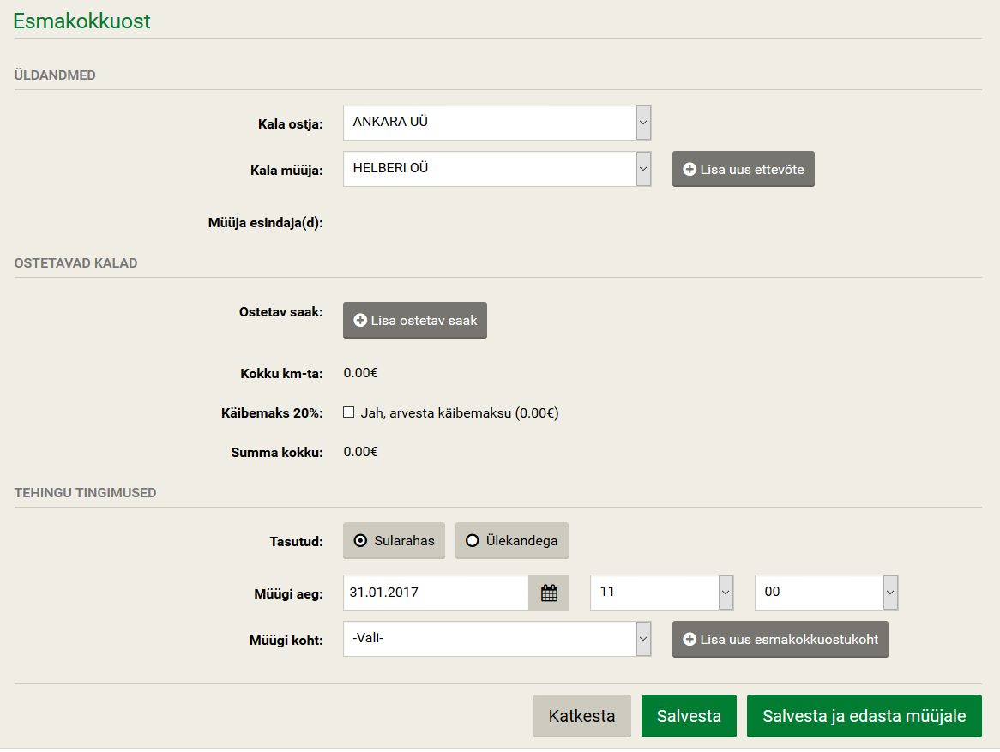 Esmakokkuost
ÜLDANDMED
Kala ostja: ANKARA UÜ
Kala müüja: HELBERI OÜ Lisa uus ettevõte
Müüja esindaja(d):
OSTETAVAD KALAD
Ostetav saak: Lisa ostetav saak
Kokku km-ta: 0.00€
Käibemaks 20%: Jah, arvesta käibemaksu (0.00€)
Summa kokku: 0.00€
TEHINGU TINGIMUSED
Tasutud: Sularahas Ülekandega
Müügi aeg: 31.01.2017 11 00
Müügi koht: -Vali- Lisa uus esmakokkuostukoht
Katkesta Salvesta Salvesta ja edasta müüjale